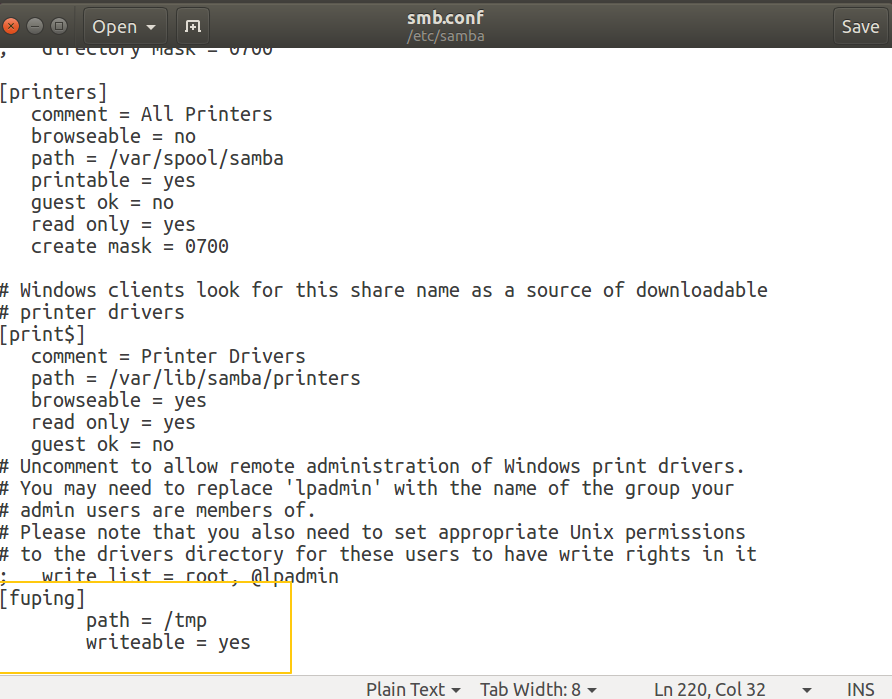 Open
smb.conf
/etc/samba
Save
;   directory mask = 0700
[printers]
   comment = All Printers
   browseable = no
   path = /var/spool/samba
   printable = yes
   guest ok = no
   read only = yes
   create mask = 0700
# Windows clients look for this share name as a source of downloadable
# printer drivers
[print$]
   comment = Printer Drivers
   path = /var/lib/samba/printers
   browseable = yes
   read only = yes
   guest ok = no
# Uncomment to allow remote administration of Windows print drivers.
# You may need to replace 'lpadmin' with the name of the group your
# admin users are members of.
# Please note that you also need to set appropriate Unix permissions
# to the drivers directory for these users to have write rights in it
;   write list = root, @lpadmin
[fuping]
        path = /tmp
        writeable = yes
Plain Text Tab Width: 8 Ln 220, Col 32 INS